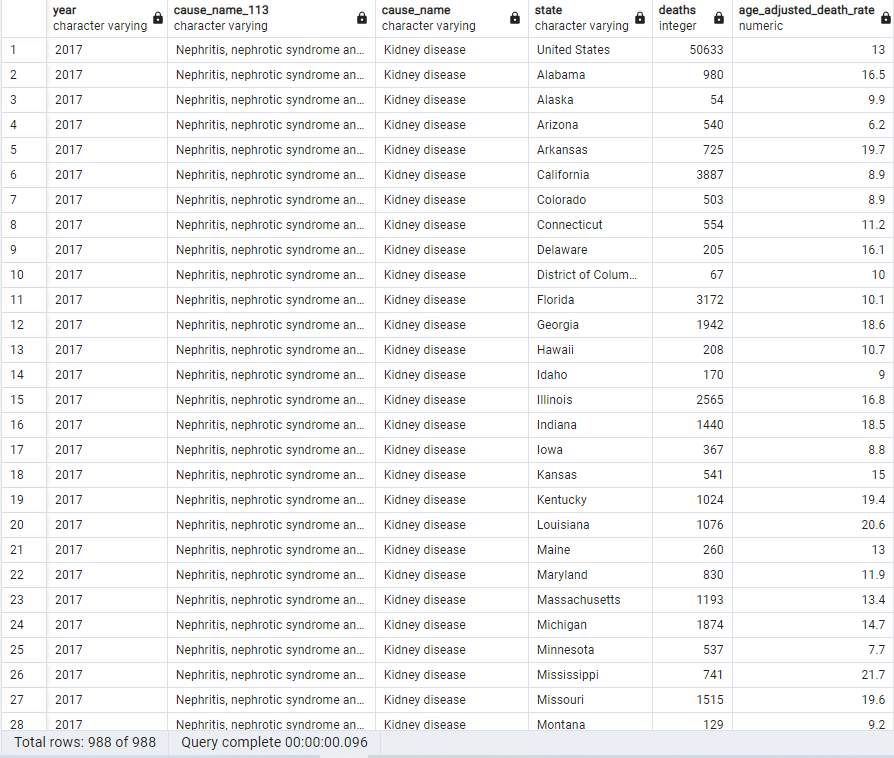 year cause_name_113 cause_name state deaths age_adjusted_death_rate
character varying character varying character varying character varying integer numeric
1 2017 Nephritis, nephrotic syndrome an... Kidney disease United States 50633 13
2 2017 Nephritis, nephrotic syndrome an... Kidney disease Alabama 980 16.5
3 2017 Nephritis, nephrotic syndrome an... Kidney disease Alaska 54 9.9
4 2017 Nephritis, nephrotic syndrome an... Kidney disease Arizona 540 6.2
5 2017 Nephritis, nephrotic syndrome an... Kidney disease Arkansas 725 19.7
6 2017 Nephritis, nephrotic syndrome an... Kidney disease California 3887 8.9
7 2017 Nephritis, nephrotic syndrome an... Kidney disease Colorado 503 8.9
8 2017 Nephritis, nephrotic syndrome an... Kidney disease Connecticut 554 11.2
9 2017 Nephritis, nephrotic syndrome an... Kidney disease Delaware 205 16.1
10 2017 Nephritis, nephrotic syndrome an... Kidney disease District of Colum... 67 10
11 2017 Nephritis, nephrotic syndrome an... Kidney disease Florida 3172 10.1
12 2017 Nephritis, nephrotic syndrome an... Kidney disease Georgia 1942 18.6
13 2017 Nephritis, nephrotic syndrome an... Kidney disease Hawaii 208 10.7
14 2017 Nephritis, nephrotic syndrome an... Kidney disease Idaho 170 9
15 2017 Nephritis, nephrotic syndrome an... Kidney disease Illinois 2565 16.8
16 2017 Nephritis, nephrotic syndrome an... Kidney disease Indiana 1440 18.5
17 2017 Nephritis, nephrotic syndrome an... Kidney disease Iowa 367 8.8
18 2017 Nephritis, nephrotic syndrome an... Kidney disease Kansas 541 15
19 2017 Nephritis, nephrotic syndrome an... Kidney disease Kentucky 1024 19.4
20 2017 Nephritis, nephrotic syndrome an... Kidney disease Louisiana 1076 20.6
21 2017 Nephritis, nephrotic syndrome an... Kidney disease Maine 260 13
22 2017 Nephritis, nephrotic syndrome an... Kidney disease Maryland 830 11.9
23 2017 Nephritis, nephrotic syndrome an... Kidney disease Massachusetts 1193 13.4
24 2017 Nephritis, nephrotic syndrome an... Kidney disease Michigan 1874 14.7
25 2017 Nephritis, nephrotic syndrome an... Kidney disease Minnesota 537 7.7
26 2017 Nephritis, nephrotic syndrome an... Kidney disease Mississippi 741 21.7
27 2017 Nephritis, nephrotic syndrome an... Kidney disease Missouri 1515 19.6
28 2017 Nephritis, nephrotic syndrome an... Kidney disease Montana 129 9.2
Total rows: 988 of 988 Query complete 00:00:00.096